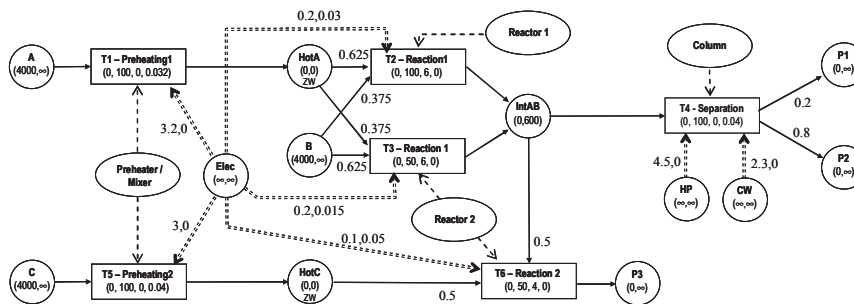 0.2,0.03
Reactor 1
A
(4000,∞)
T1 – Preheating1
(0, 100, 0, 0.032)
HotA
(0,0)
ZW
0.625
T2 – Reaction1
(0, 100, 6, 0)
Column
P1
(0,∞)
0.375
IntAB
(0,600)
T4 - Separation
(0, 100, 0, 0.04)
0.2
3.2,0
0.375
B
(4000,∞)
0.625
T3 – Reaction 1
(0, 50, 6, 0)
0.8
P2
(0,∞)
4.5,0
2.3,0
Preheater /
Mixer
Elec
(∞,∞)
HP
(∞,∞)
CW
(∞,∞)
0.2,0.015
Reactor 2
3,0
0.1,0.05
0.5
C
(4000,∞)
T5 – Preheating2
(0, 100, 0, 0.04)
HotC
(0,0)
ZW
0.5
T6 – Reaction 2
(0, 50, 4, 0)
P3
(0,∞)